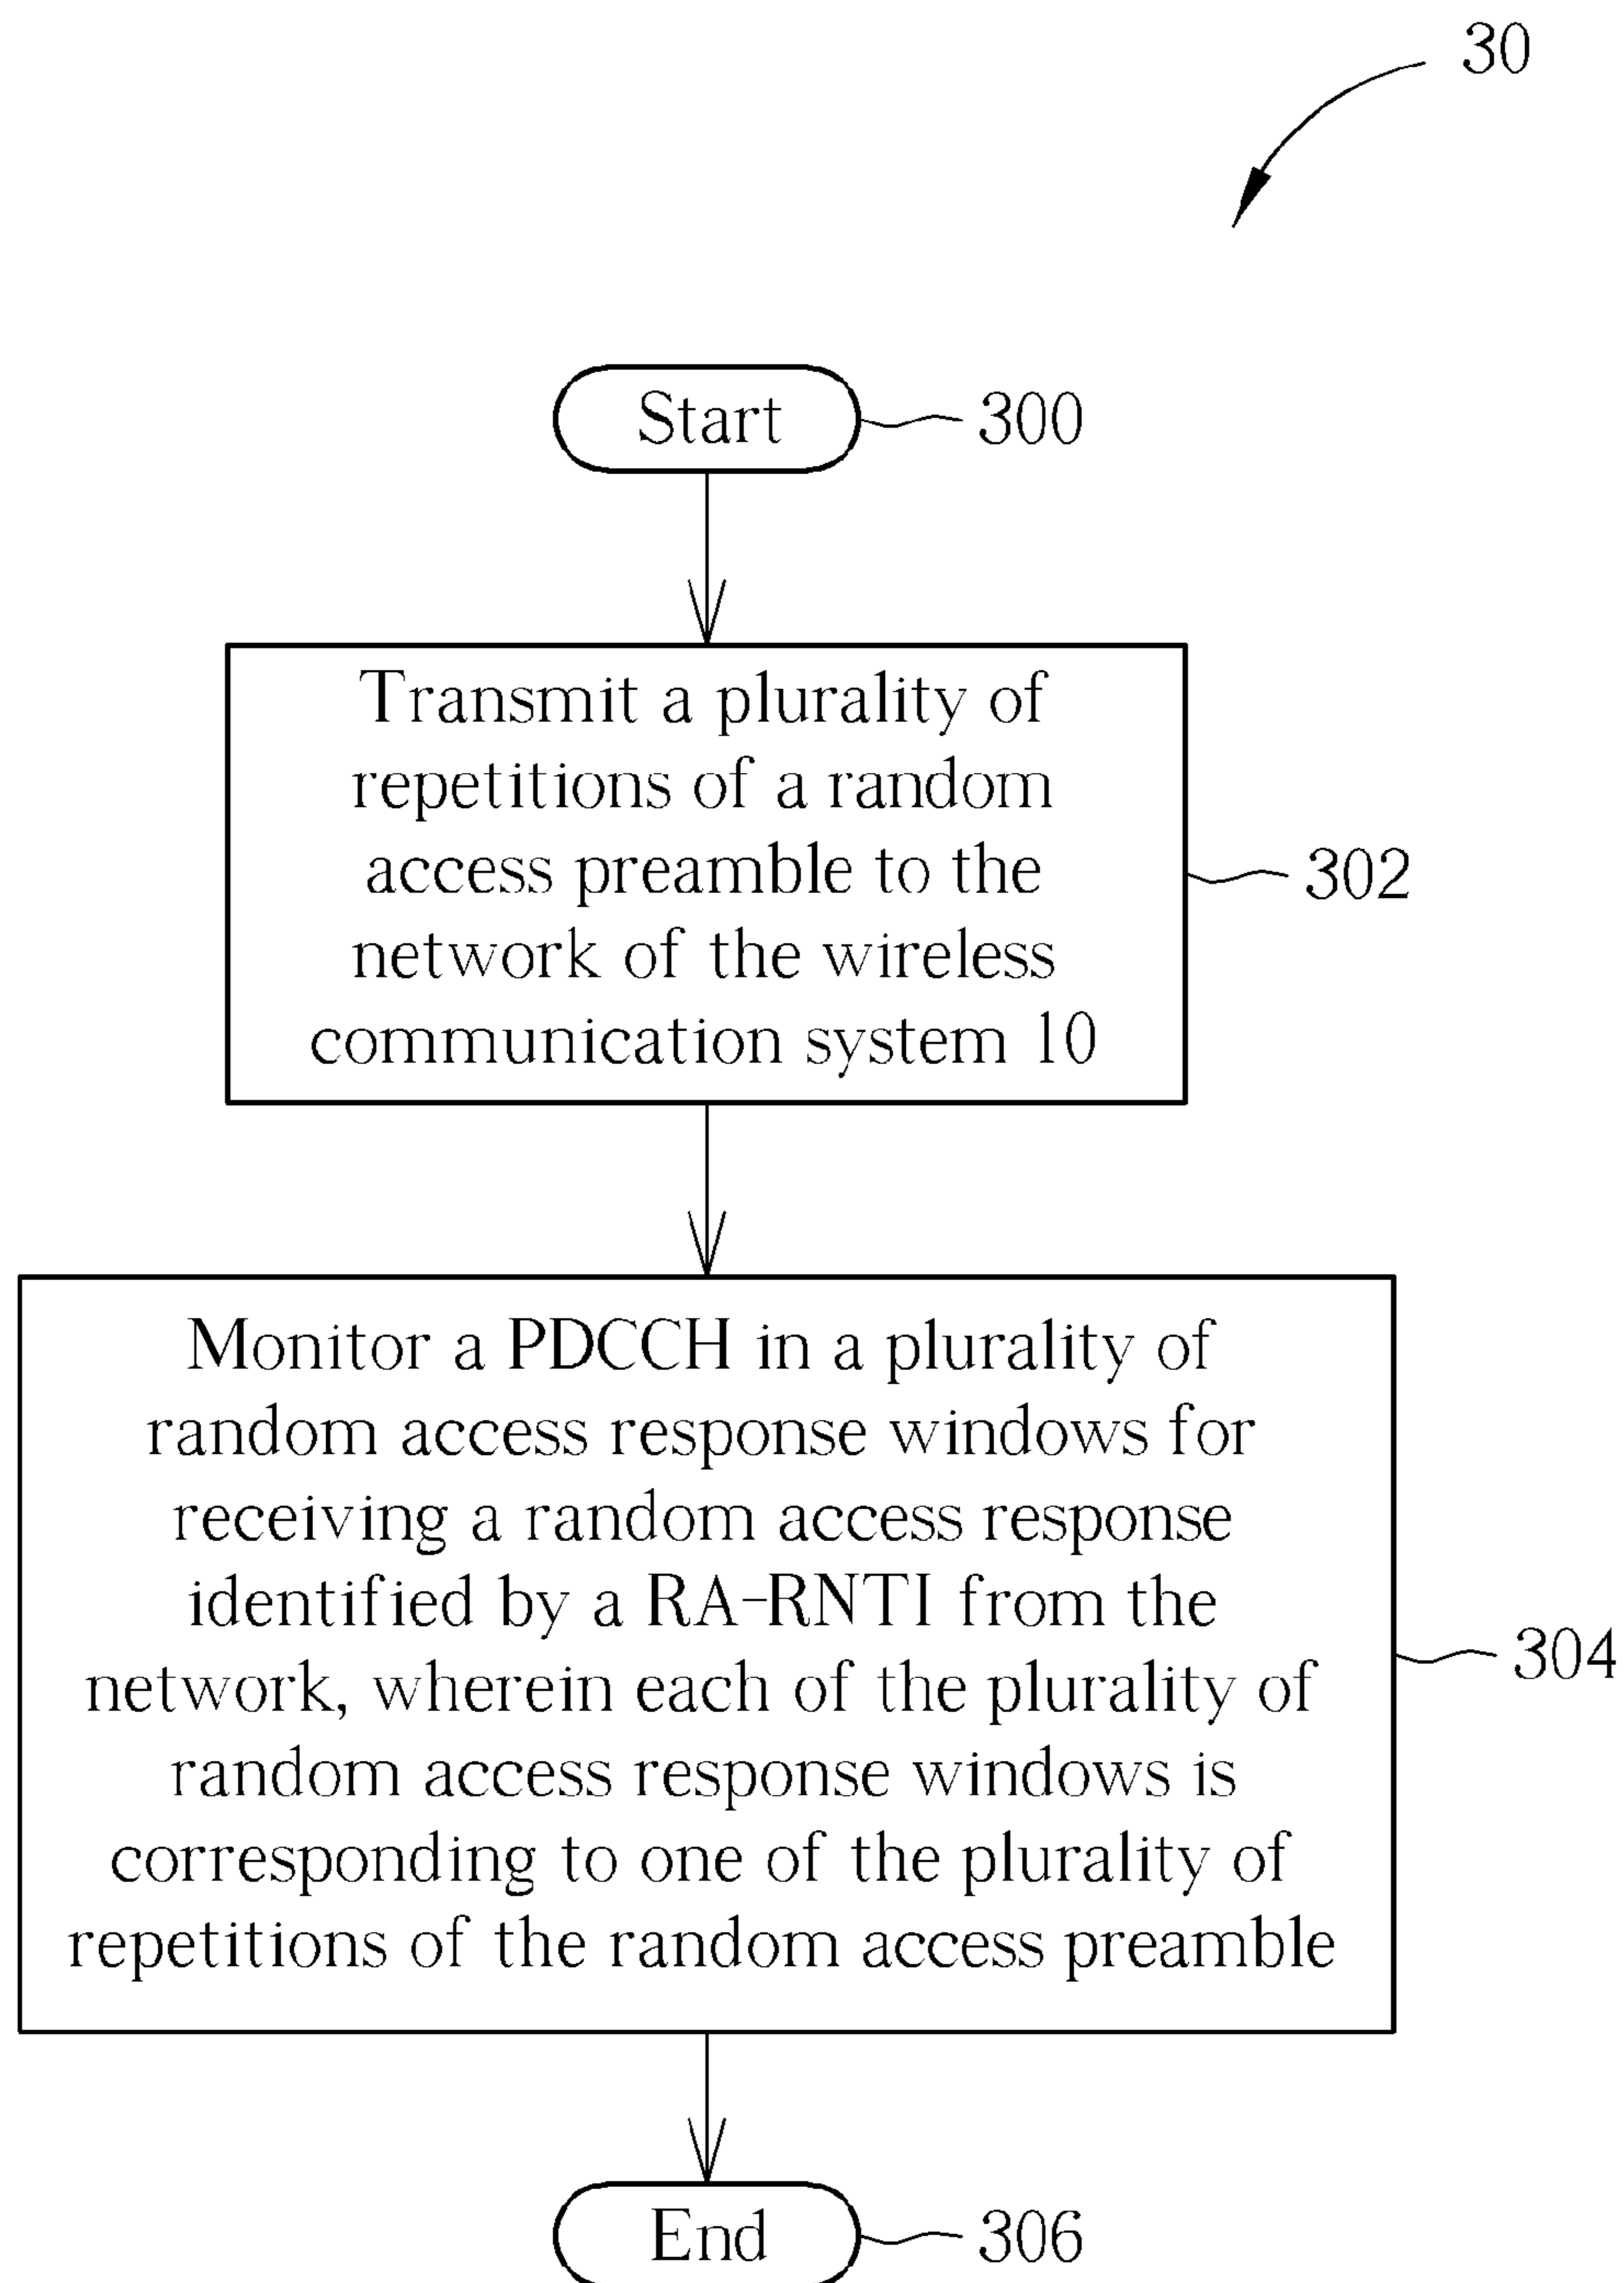 30
Start
300
Transmit a plurality of
repetitions of a random
access preamble to the
network of the wireless
communication system 10
302
Monitor a PDCCH in a plurality of
random access response windows for
receiving a random access response
identified by a RA-RNTI from the
network, wherein each of the plurality of
random access response windows is
corresponding to one of the plurality of
repetitions of the random access preamble
304
End
306